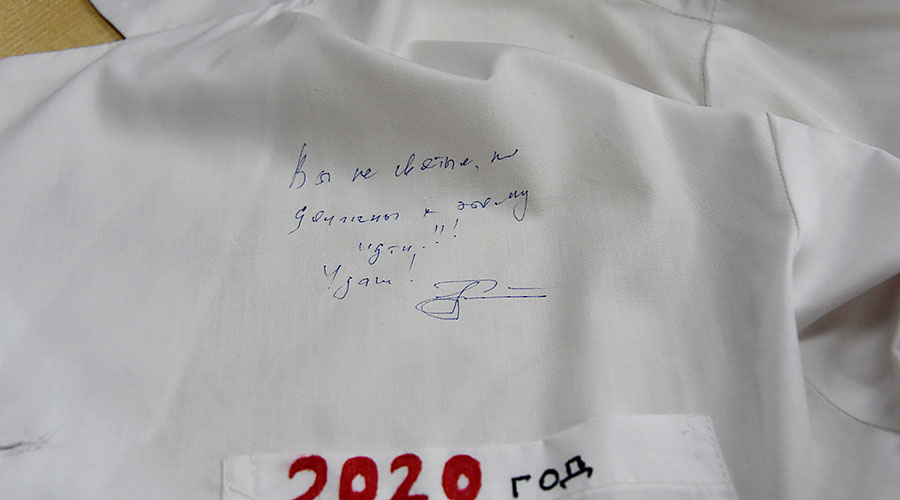 Вы не святые, но
должны к этому
идти!!!
Удачи!
2020 год